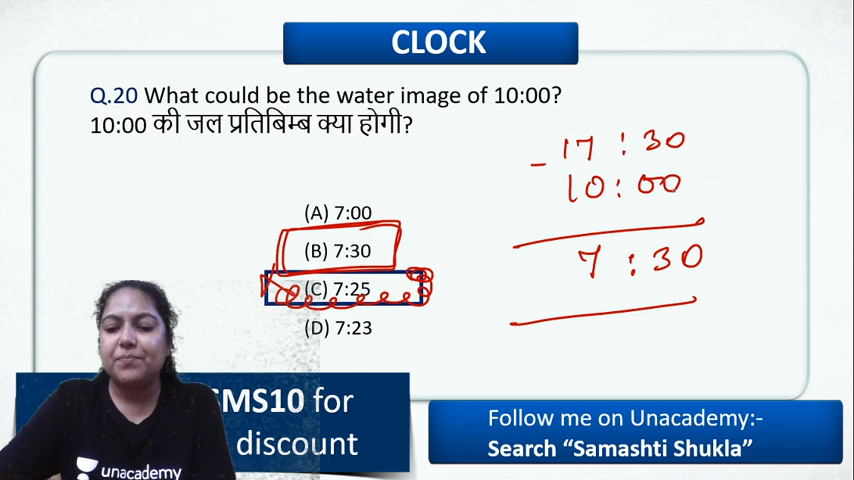 CLOCK
Q.20 What could be the water image of 10:00?
10:00 की जल प्रतिबिम्ब क्या होगी?
(A) 7:00
(B) 7:30
(C) 7:25
(D) 7:23
- 17 : 30
10 : 00
7 : 30
SMS10 for
discount
Follow me on Unacademy:-
Search “Samashti Shukla”
unacademy